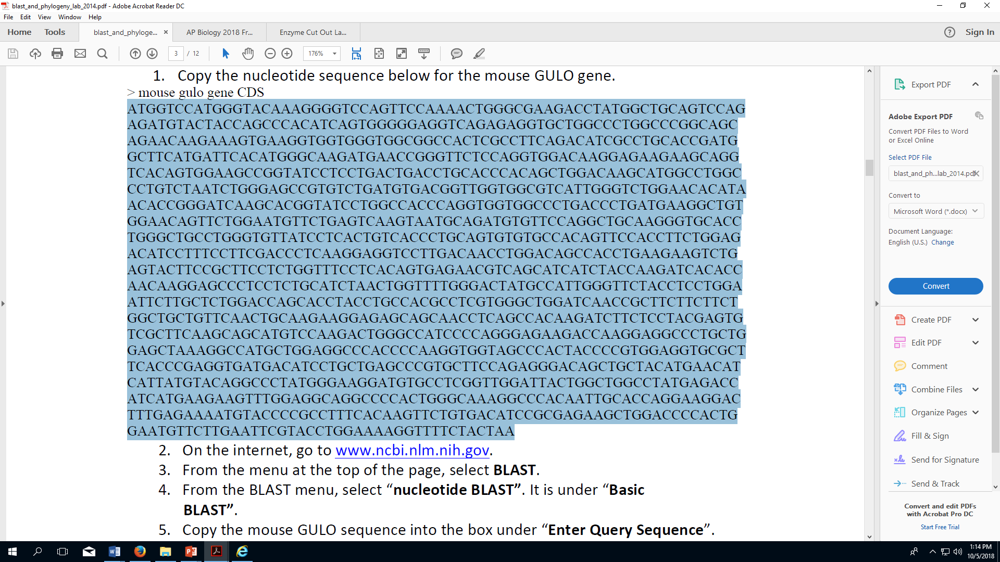 blast_and_phylogeny_lab_2014.pdf - Adobe Acrobat Reader DC
File Edit View Window Help
Home Tools blast_and_phyloge... × AP Biology 2018 Fr... Enzyme Cut Out La... ? Sign In
3 / 12 176%
1. Copy the nucleotide sequence below for the mouse GULO gene.
> mouse gulo gene CDS
ATGGTCCATGGGTACAAAGGGGTCCAGTTCCAAAACTGGGCGAAGACCTATGGCTGCAGTCCAG
AGATGTACTACCAGCCCACATCAGTGGGGGAGGTCAGAGAGGTGCTGGCCCTGGCCCGGCAGC
AGAACAAGAAAGTGAAGGTGGTGGGTGGCGGCCACTCGCCTTCAGACATCGCCTGCACCGATG
GCTTCATGATTCACATGGGCAAGATGAACCGGGTTCTCCAGGTGGACAAGGAGAAGAAGCAGG
TCACAGTGGAAGCCGGTATCCTCCTGACTGACCTGCACCCACAGCTGGACAAGCATGGCCTGGC
CCTGTCTAATCTGGGAGCCGTGTCTGATGTGACGGTTGGTGGCGTCATTGGGTCTGGAACACATA
ACACCGGGATCAAGCACGGTATCCTGGCCACCCAGGTGGTGGCCCTGACCCTGATGAAGGCTGT
GGAACAGTTCTGGAATGTTCTGAGTCAAGTAATGCAGATGTGTTCCAGGCTGCAAGGGTGCACC
TGGGCTGCCTGGGTGTTATCCTCACTGTCACCCTGCAGTGTGTGCCACAGTTCCACCTTCTGGAG
ACATCCTTTCCTTCGACCCTCAAGGAGGTCCTTGACAACCTGGACAGCCACCTGAAGAAGTCTG
AGTACTTCCGCTTCCTCTGGTTTCCTCACAGTGAGAACGTCAGCATCATCTACCAAGATCACACC
AACAAGGAGCCCTCCTCTGCATCTAACTGGTTTTGGGACTATGCCATTGGGTTCTACCTCCTGGA
ATTCTTGCTCTGGACCAGCACCTACCTGCCACGCCTCGTGGGCTGGATCAACCGCTTCTTCTTCT
GGCTGCTGTTCAACTGCAAGAAGGAGAGCAGCAACCTCAGCCACAAGATCTTCTCCTACGAGTG
TCGCTTCAAGCAGCATGTCCAAGACTGGGCCATCCCCAGGGAGAAGACCAAGGAGGCCCTGCTG
GAGCTAAAGGCCATGCTGGAGGCCCACCCCAAGGTGGTAGCCCACTACCCCGTGGAGGTGCGCT
TCACCCGAGGTGATGACATCCTGCTGAGCCCGTGCTTCCAGAGGGACAGCTGCTACATGAACAT
CATTATGTACAGGCCCTATGGGAAGGATGTGCCTCGGTTGGATTACTGGCTGGCCTATGAGACC
ATCATGAAGAAGTTTGGAGGCAGGCCCCACTGGGCAAAGGCCCACAATTGCACCAGGAAGGAC
TTTGAGAAAATGTACCCCGCCTTTCACAAGTTCTGTGACATCCGCGAGAAGCTGGACCCCACTG
GAATGTTCTTGAATTCGTACCTGGAAAAGGTTTTCTACTAA
2. On the internet, go to www.ncbi.nlm.nih.gov.
3. From the menu at the top of the page, select BLAST.
4. From the BLAST menu, select “nucleotide BLAST”. It is under “Basic
BLAST”.
5. Copy the mouse GULO sequence into the box under “Enter Query Sequence”.
Export PDF
Adobe Export PDF
Convert PDF Files to Word
or Excel Online
Select PDF File
blast_and_ph...lab_2014.pdf
Convert to
Microsoft Word (*.docx)
Document Language:
English (U.S.) Change
Convert
Create PDF
Edit PDF
Comment
Combine Files
Organize Pages
Fill & Sign
Send for Signature
Send & Track
Convert and edit PDFs
with Acrobat Pro DC
Start Free Trial
1:14 PM
10/5/2018